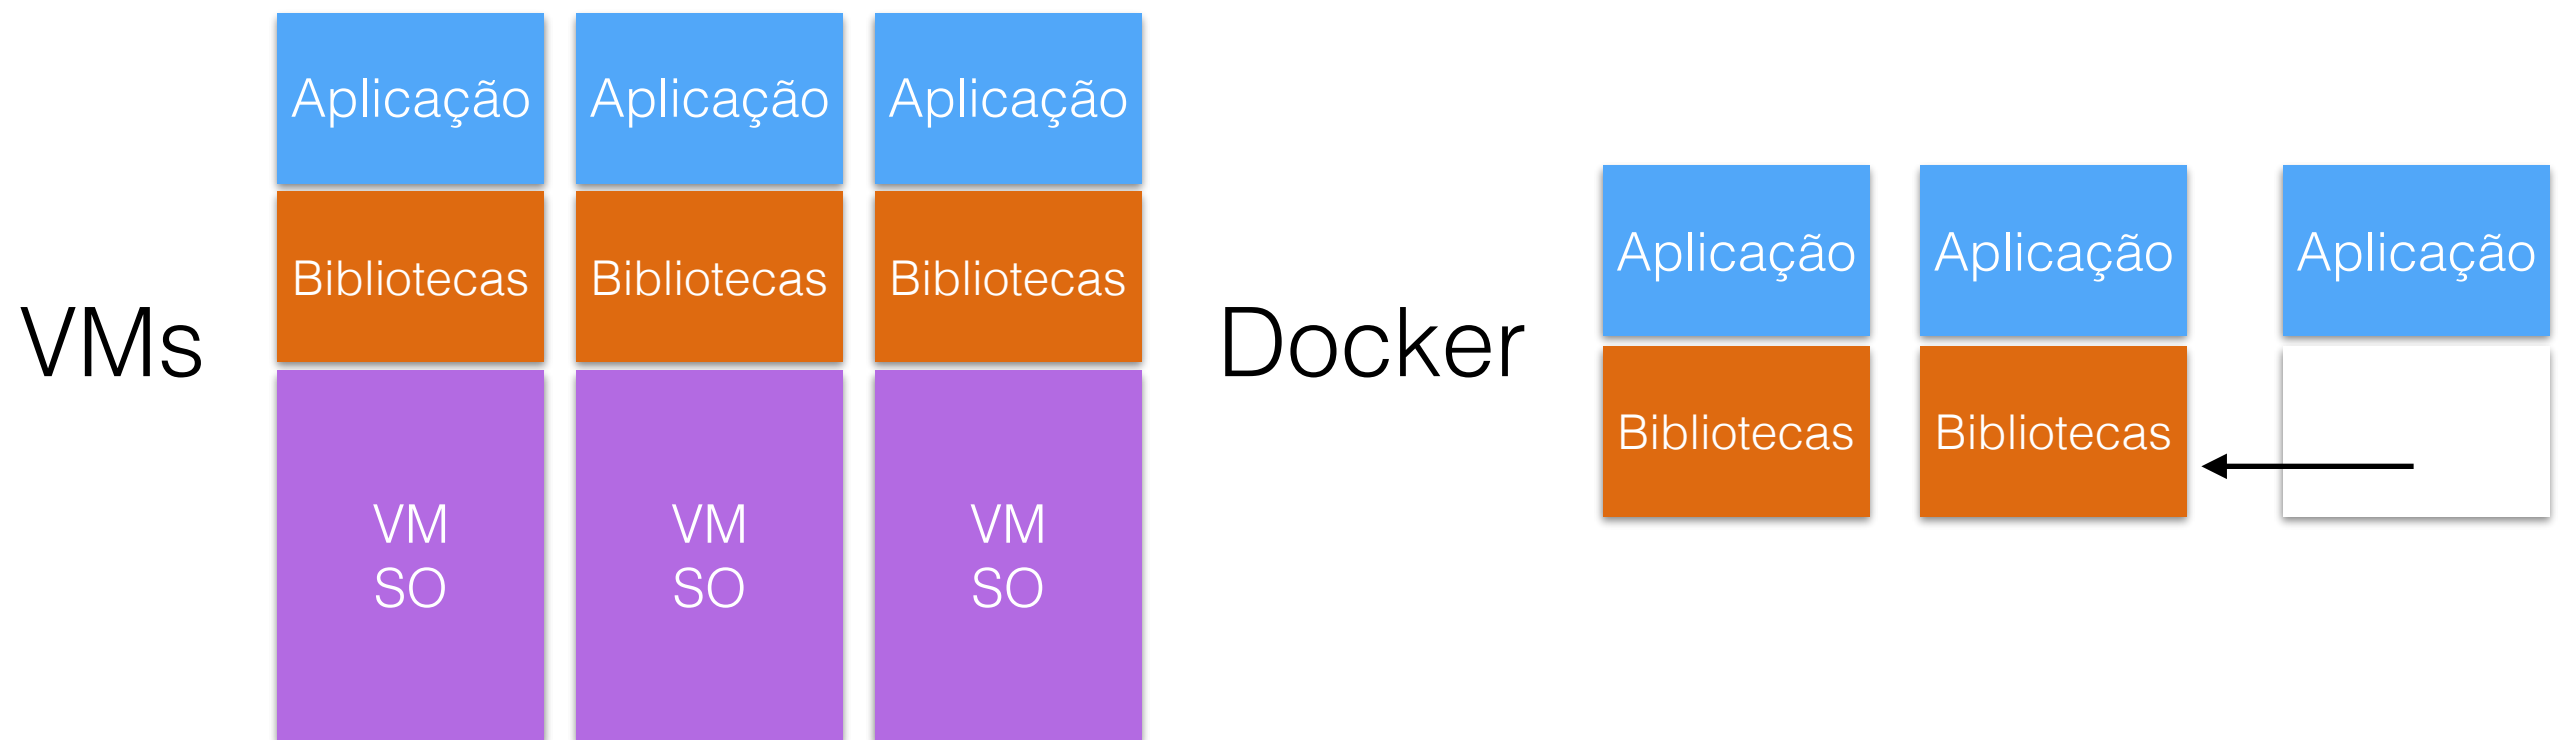 VMs
Aplicação
Aplicação
Aplicação
Bibliotecas
Bibliotecas
Bibliotecas
VM
SO
VM
SO
VM
SO
Docker
Aplicação
Aplicação
Aplicação
Bibliotecas
Bibliotecas